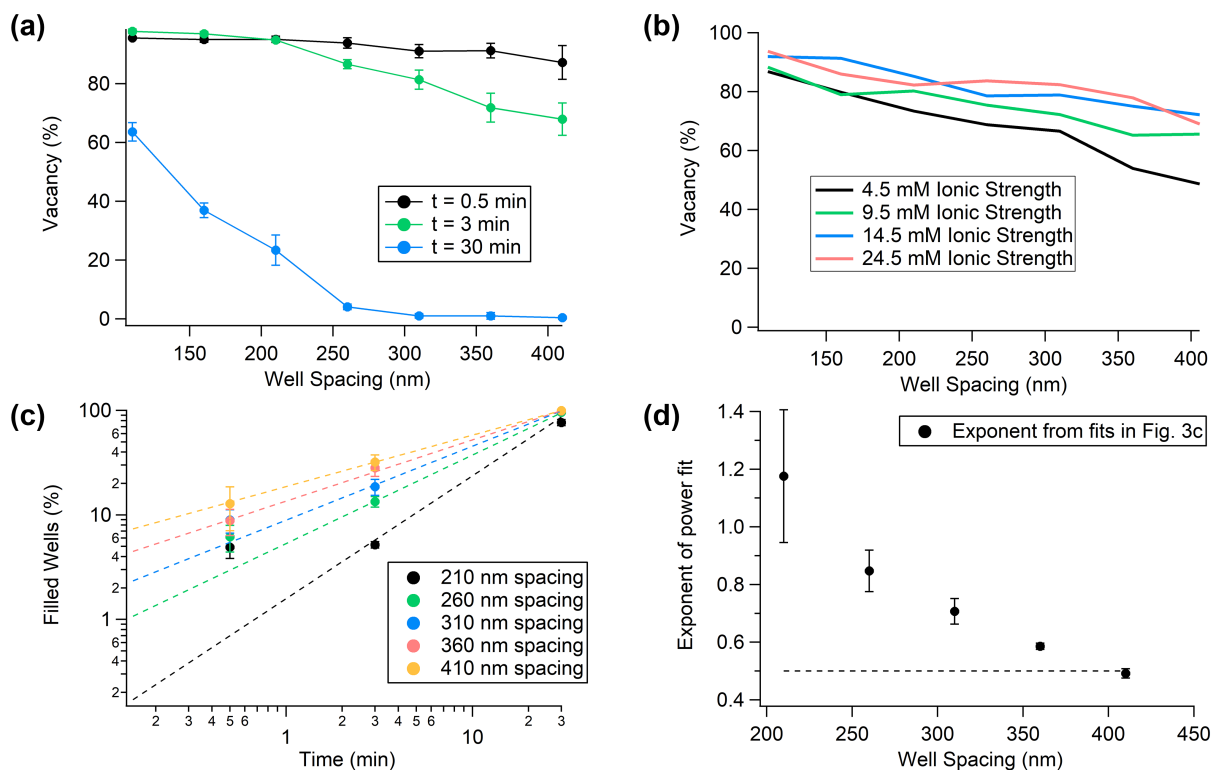 (a)
80
60
40
20
0
Vacancy (%)
t = 0.5 min
t = 3 min
t = 30 min
150 200 250 300 350 400
Well Spacing (nm)
(b)
100
80
60
40
20
0
Vacancy (%)
4.5 mM Ionic Strength
9.5 mM Ionic Strength
14.5 mM Ionic Strength
24.5 mM Ionic Strength
150 200 250 300 350 400
Well Spacing (nm)
(c)
100
6
4
2
10
6
4
2
1
6
4
2
Filled Wells (%)
210 nm spacing
260 nm spacing
310 nm spacing
360 nm spacing
410 nm spacing
2 3 4 5 6 2 3 4 5 6 2 3
1 10
Time (min)
(d)
1.4
1.2
1.0
0.8
0.6
0.4
Exponent of power fit
Exponent from fits in Fig. 3c
200 250 300 350 400 450
Well Spacing (nm)